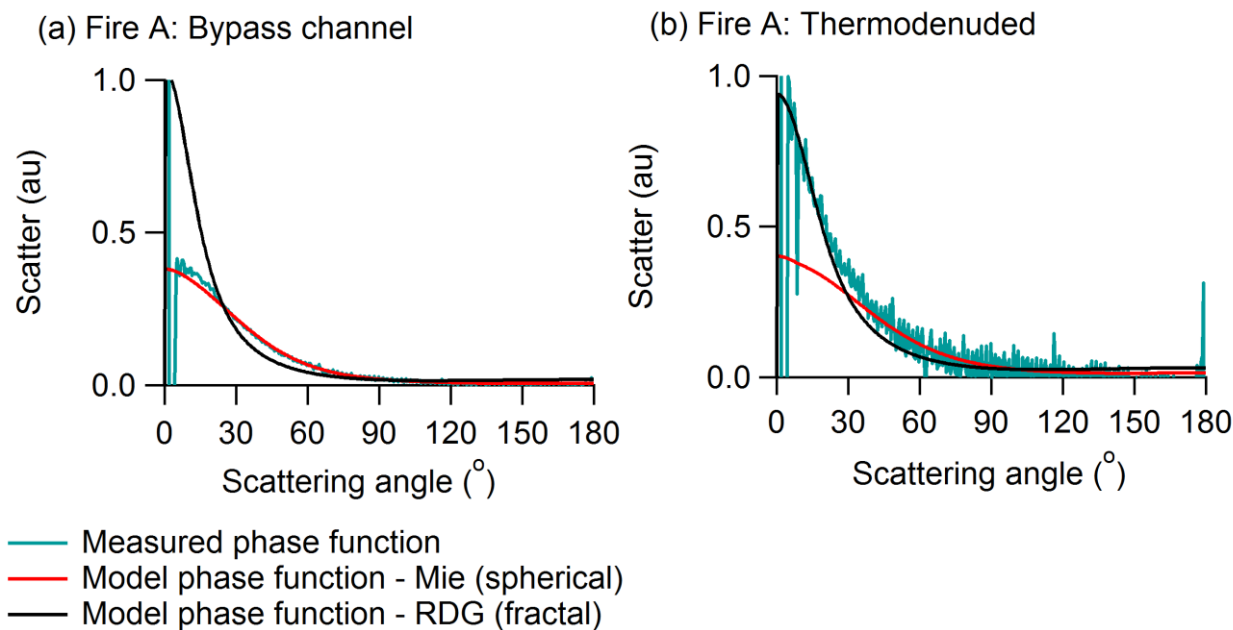 (a) Fire A: Bypass channel
1.0
0.5
0.0
Scatter (au)
0 30 60 90 120 150 180
Scattering angle (°)
(b) Fire A: Thermodenuded
1.0
0.5
0.0
Scatter (au)
0 30 60 90 120 150 180
Scattering angle (°)
Measured phase function
Model phase function - Mie (spherical)
Model phase function - RDG (fractal)